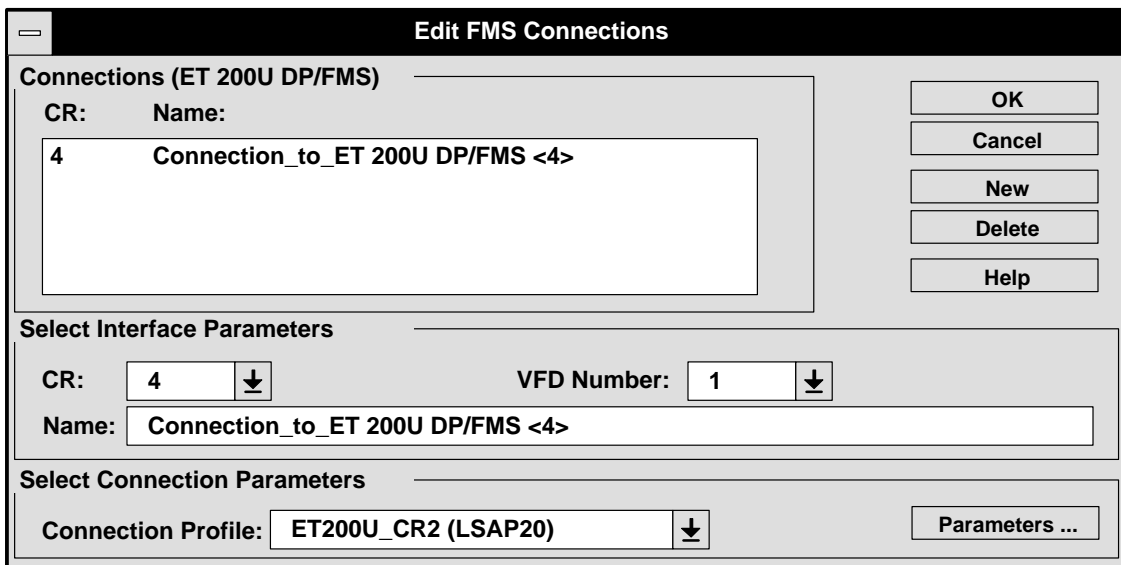 Edit FMS Connections
Connections (ET 200U DP/FMS)
CR: Name:
4 Connection_to_ET 200U DP/FMS <4>
OK
Cancel
New
Delete
Help
Select Interface Parameters
CR: 4 VFD Number: 1
Name: Connection_to_ET 200U DP/FMS <4>
Select Connection Parameters
Connection Profile: ET200U_CR2 (LSAP20) Parameters ...